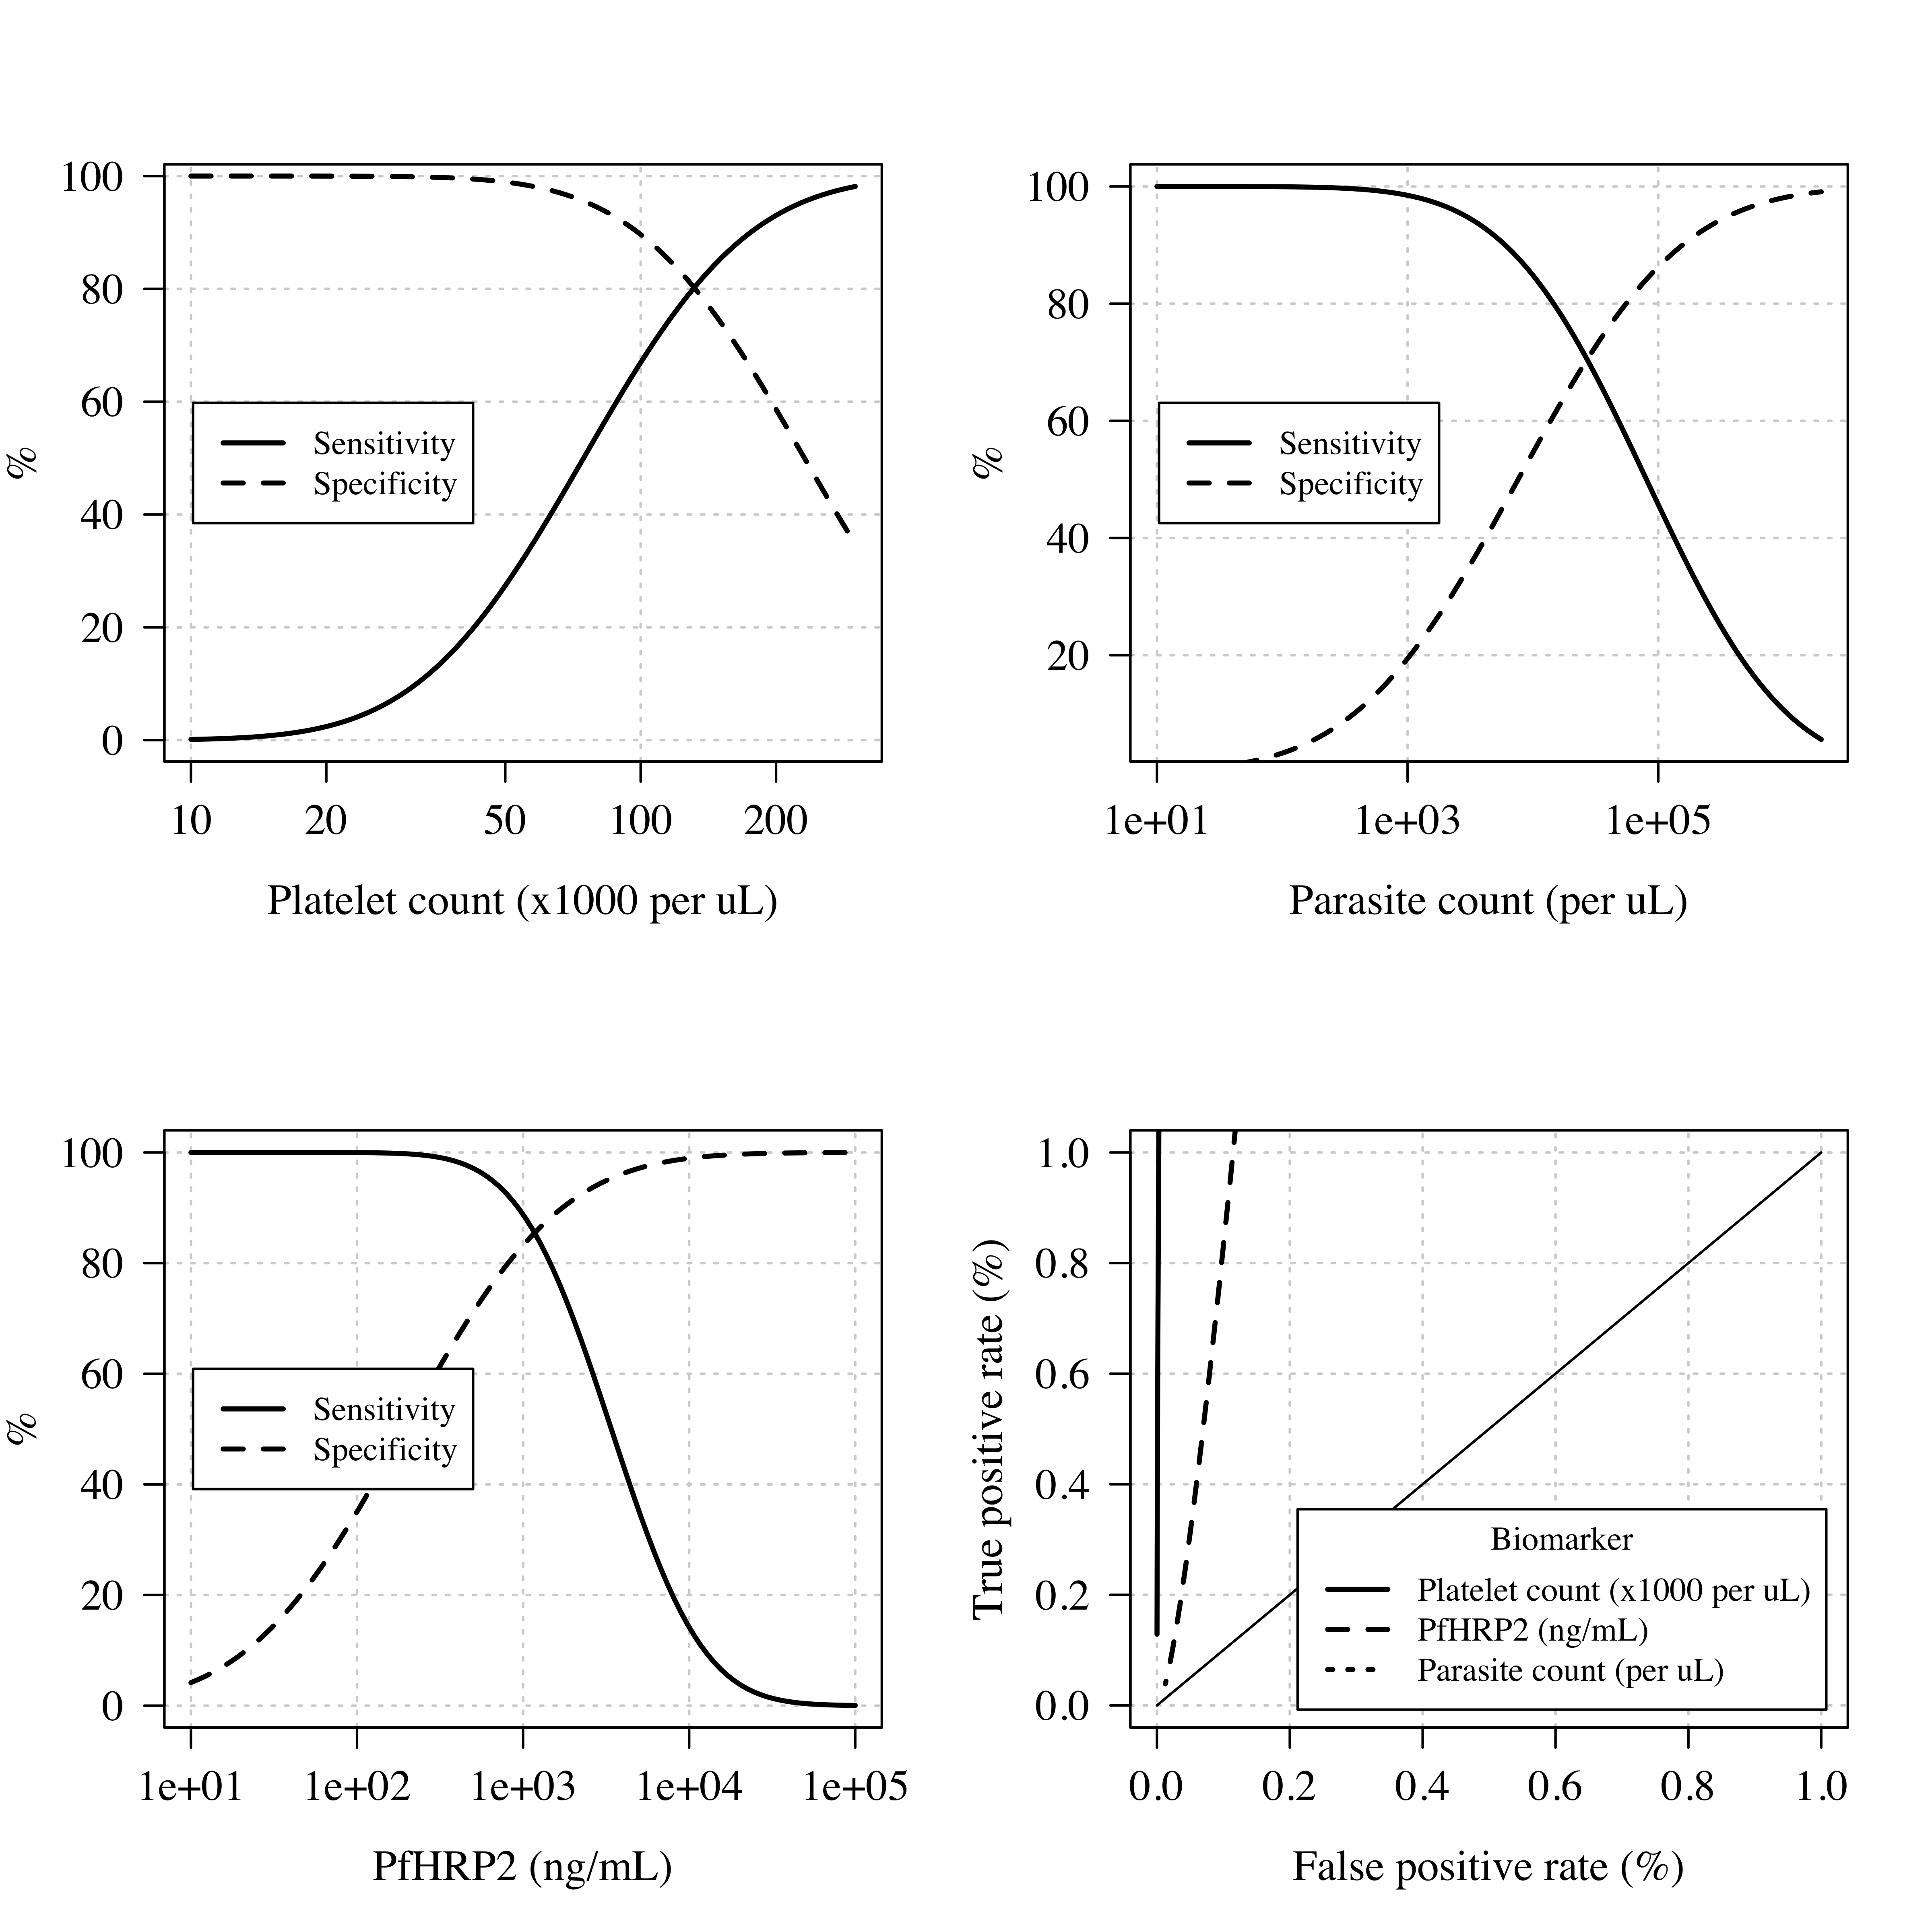 100
80
60
40
20
0
%
Sensitivity
Specificity
10 20 50 100 200
Platelet count (x1000 per uL)
100
80
60
40
20
%
Sensitivity
Specificity
1e+01 1e+03 1e+05
Parasite count (per uL)
100
80
60
40
20
0
%
Sensitivity
Specificity
1e+01 1e+02 1e+03 1e+04 1e+05
PfHRP2 (ng/mL)
1.0
0.8
0.6
0.4
0.2
0.0
True positive rate (%)
Biomarker
Platelet count (x1000 per uL)
PfHRP2 (ng/mL)
Parasite count (per uL)
0.0 0.2 0.4 0.6 0.8 1.0
False positive rate (%)